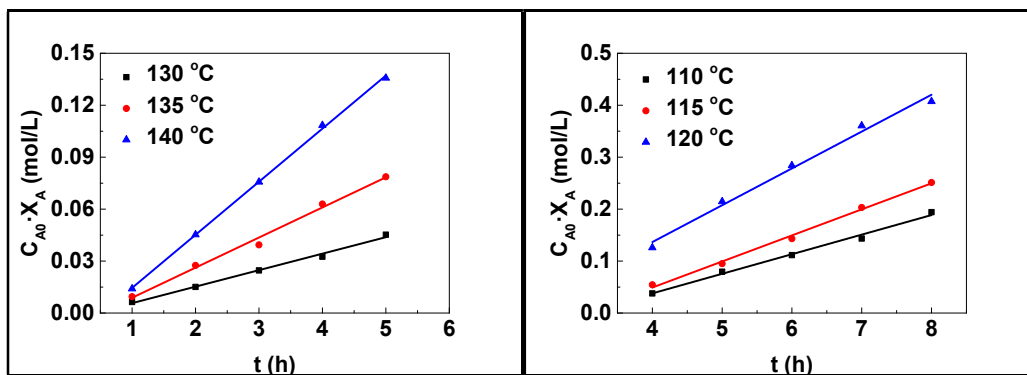 0.15
0.12
0.09
0.06
0.03
0.00
C_A0·X_A (mol/L)
130 °C
135 °C
140 °C
1 2 3 4 5 6
t (h)
0.5
0.4
0.3
0.2
0.1
0.0
C_A0·X_A (mol/L)
110 °C
115 °C
120 °C
4 5 6 7 8
t (h)